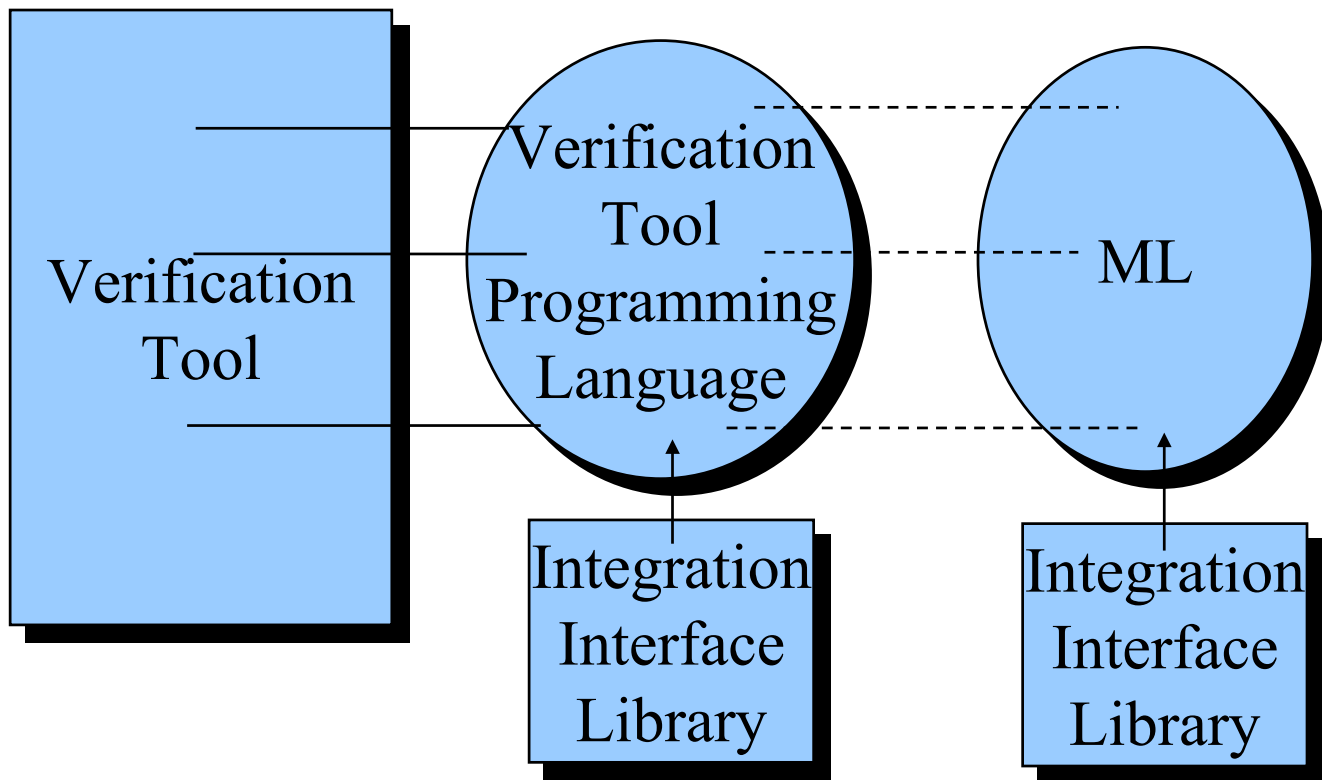 Verification
Tool
Verification
Tool
Programming
Language
ML
Integration
Interface
Library
Integration
Interface
Library